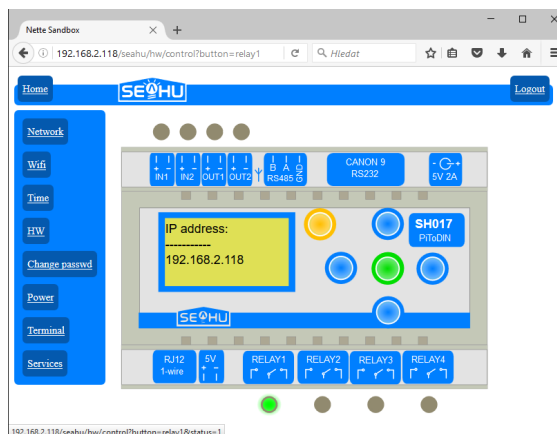 Nette Sandbox
192.168.2.118/seahu/hw/control?button=relay1
Hledat
Home
SEAHU
Logout
Network
Wifi
Time
HW
Change passwd
Power
Terminal
Services
+ - + - + - + -
IN1 IN2 OUT1 OUT2
B A GND
RS485
CANON 9
RS232
- +
5V 2A
IP address:
-----------
192.168.2.118
SH017
PiToDIN
SEAHU
RJ12
1-wire
5V
+ -
RELAY1 RELAY2 RELAY3 RELAY4
192.168.2.118/seahu/hw/control?button=relay1&status=1